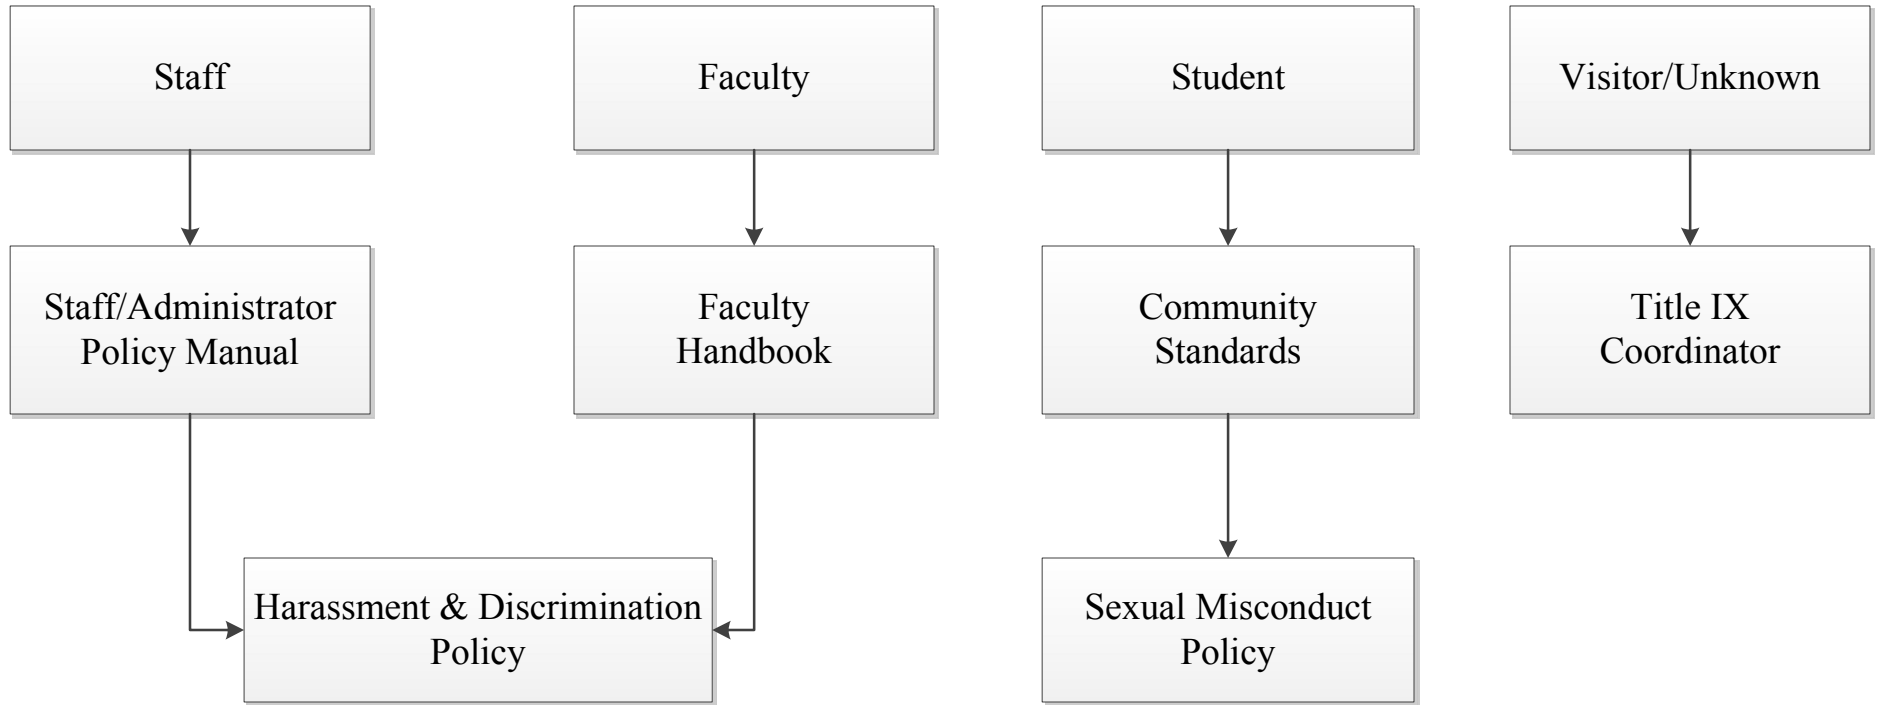 Staff
Faculty
Student
Visitor/Unknown
Staff/Administrator
Policy Manual
Faculty
Handbook
Community
Standards
Title IX
Coordinator
Harassment & Discrimination
Policy
Sexual Misconduct
Policy